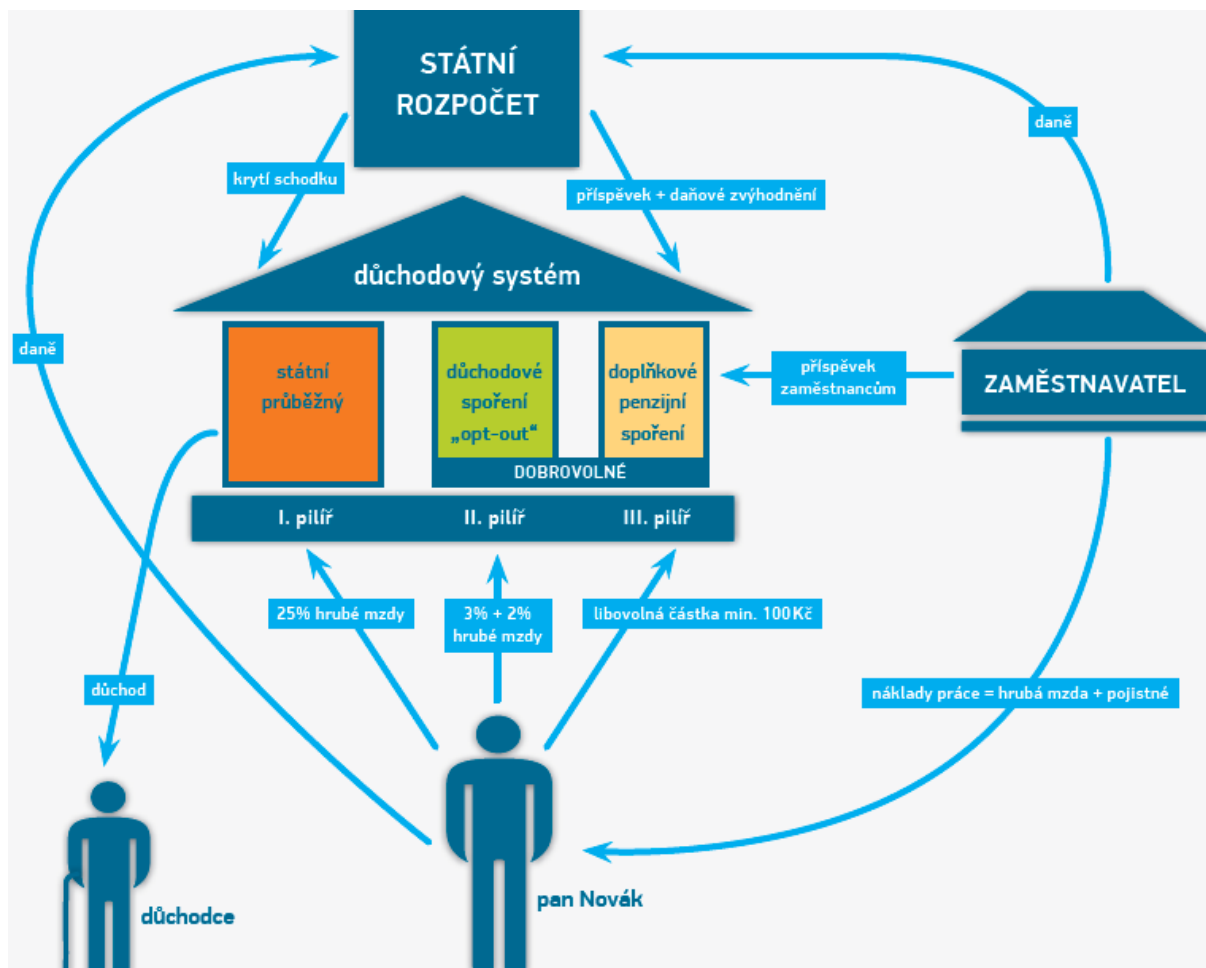 STÁTNÍ
ROZPOČET
daně
krytí schodku
příspěvek + daňové zvýhodnění
důchodový systém
daně
státní
průběžný
důchodové
spoření
„opt-out“
doplňkové
penzijní
spoření
DOBROVOLNÉ
příspěvek
zaměstnancům
ZAMĚSTNAVATEL
I. pilíř
II. pilíř
III. pilíř
25% hrubé mzdy
3% + 2%
hrubé mzdy
libovolná částka min. 100Kč
důchod
náklady práce = hrubá mzda + pojistné
důchodce
pan Novák